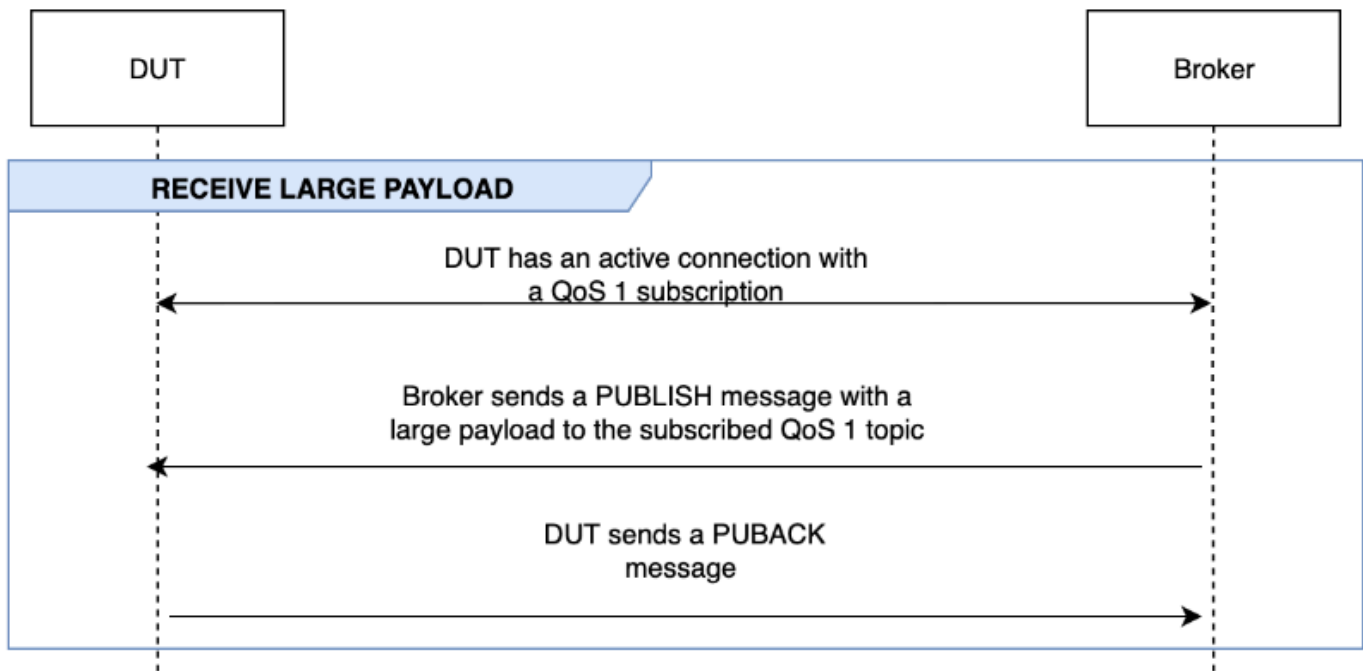 DUT
Broker
RECEIVE LARGE PAYLOAD
DUT has an active connection with
a QoS 1 subscription
Broker sends a PUBLISH message with a
large payload to the subscribed QoS 1 topic
DUT sends a PUBACK
message